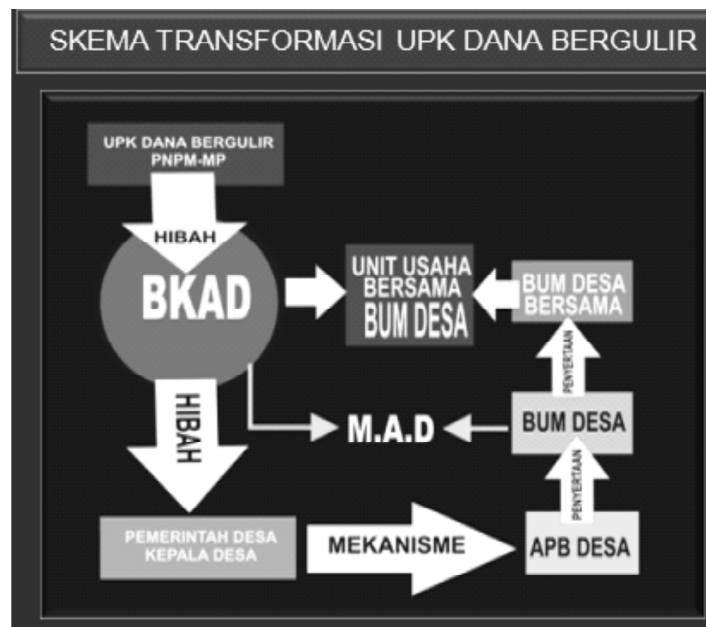 SKEMA TRANSFORMASI UPK DANA BERGULIR
UPK DANA BERGULIR
PNPM-MP
HIBAH
BKAD
UNIT USAHA
BERSAMA
BUM DESA
BUM DESA
BERSAMA
PENYERTAAN
HIBAH
M.A.D
BUM DESA
PENYERTAAN
PEMERINTAH DESA
KEPALA DESA
MEKANISME
APB DESA